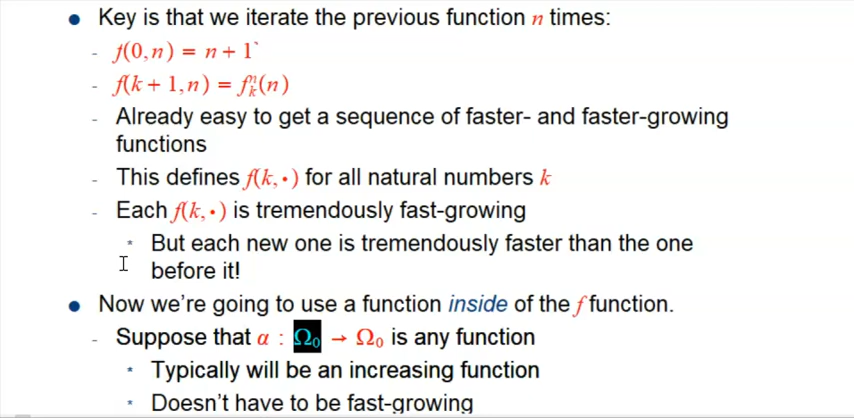 ● Key is that we iterate the previous function n times:
- f(0, n) = n + 1`
- f(k + 1, n) = fₖⁿ(n)
- Already easy to get a sequence of faster- and faster-growing
functions
- This defines f(k, •) for all natural numbers k
- Each f(k, •) is tremendously fast-growing
* But each new one is tremendously faster than the one
before it!
● Now we’re going to use a function inside of the f function.
- Suppose that α : Ω₀ → Ω₀ is any function
* Typically will be an increasing function
* Doesn’t have to be fast-growing